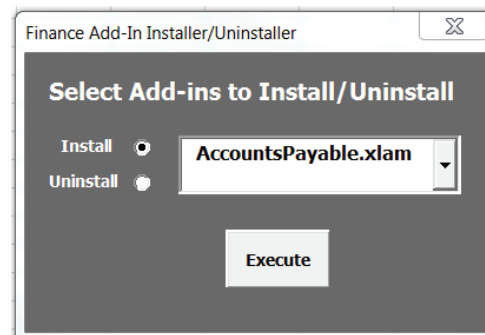 Finance Add-In Installer/Uninstaller
Select Add-ins to Install/Uninstall
Install
AccountsPayable.xlam
Uninstall
Execute